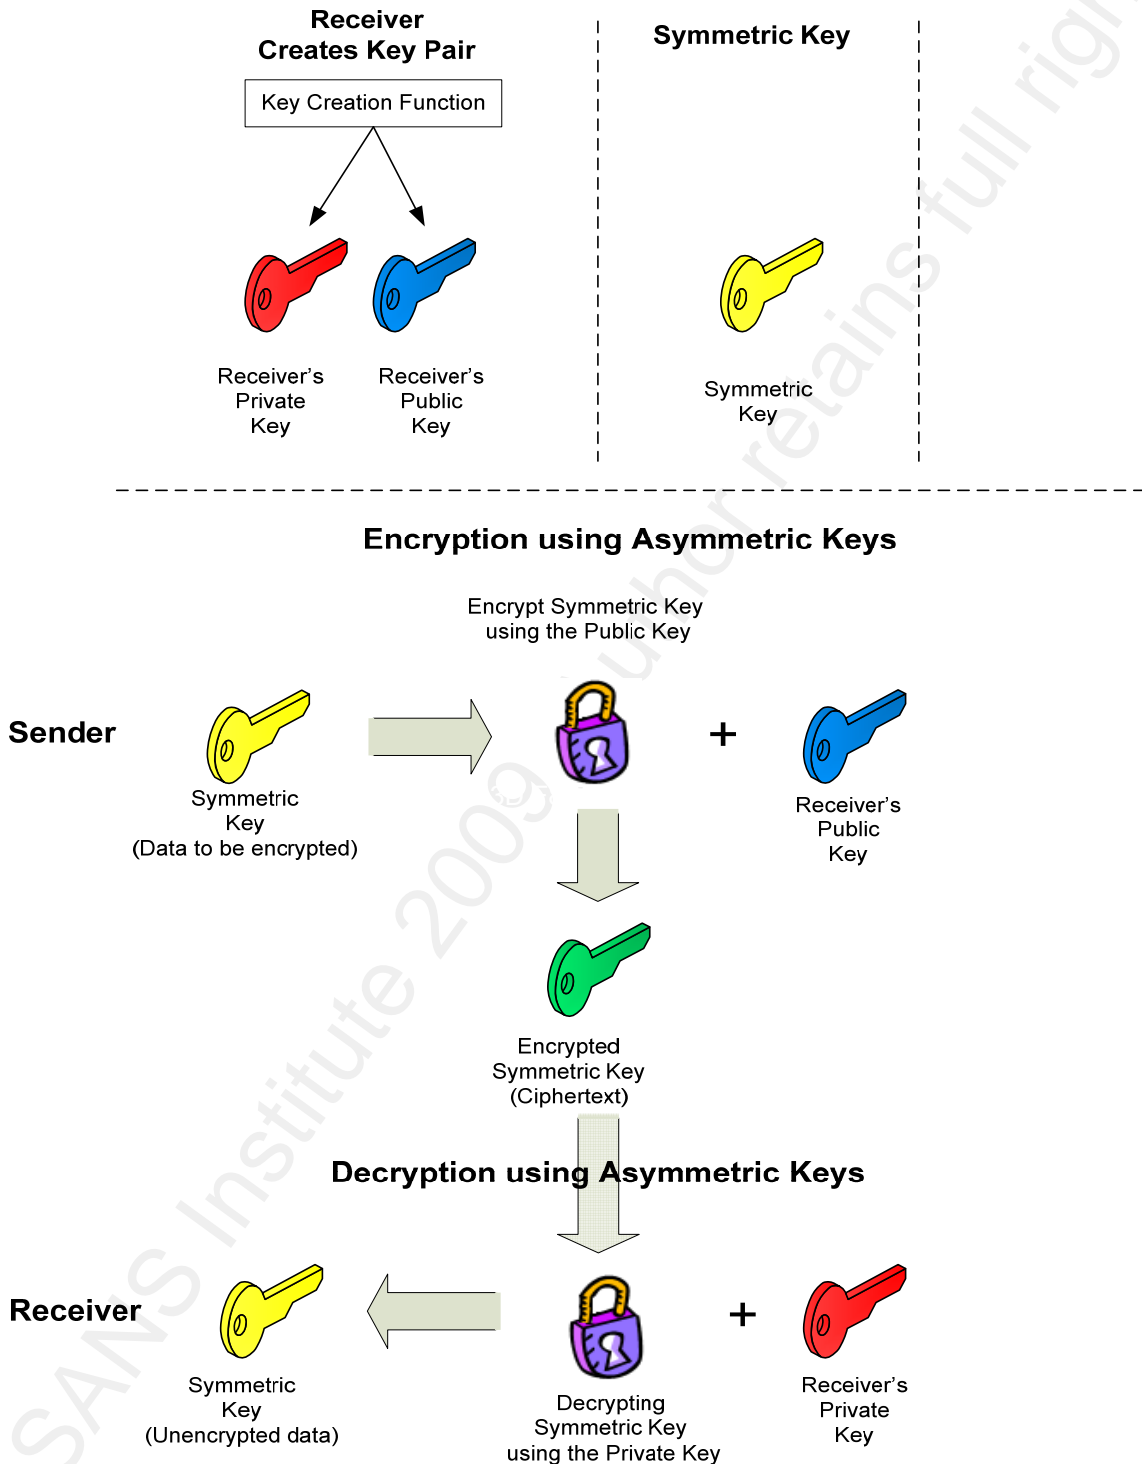 Receiver
Creates Key Pair
Symmetric Key
Key Creation Function
Receiver's
Private
Key
Receiver's
Public
Key
Symmetric
Key
Encryption using Asymmetric Keys
Encrypt Symmetric Key
using the Public Key
Sender
+
Symmetric
Key
(Data to be encrypted)
Receiver's
Public
Key
Encrypted
Symmetric Key
(Ciphertext)
Decryption using Asymmetric Keys
Receiver
+
Symmetric
Key
(Unencrypted data)
Decrypting
Symmetric Key
using the Private Key
Receiver's
Private
Key
SANS Institute 2009 retains full